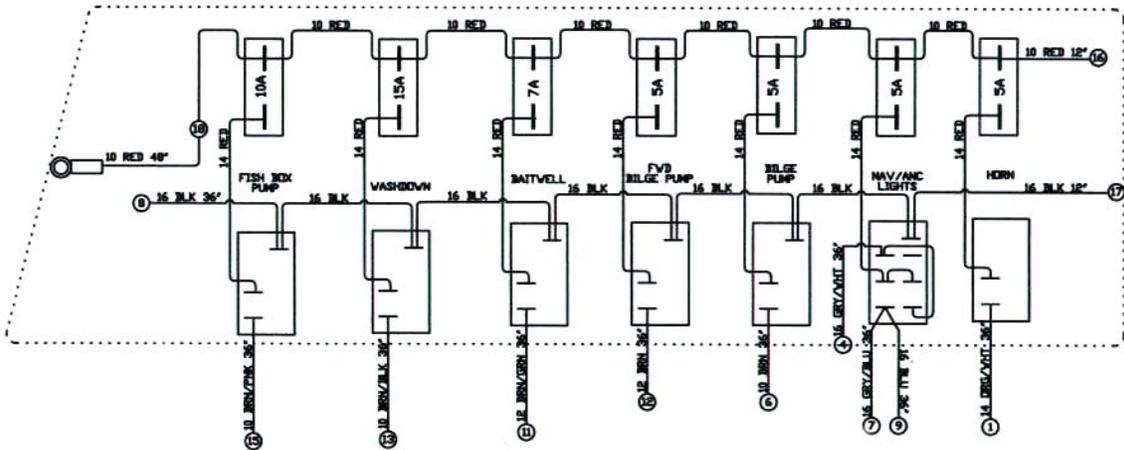 10 RED
10 RED
10 RED
10 RED
10 RED
10 RED
10 RED 12"
16
10A
15A
7A
5A
5A
5A
5A
18
10 RED 48"
14 RED
14 RED
14 RED
14 RED
14 RED
14 RED
14 RED
FISH BOX
PUMP
WASHDOWN
BAITWELL
FWD
BILGE PUMP
BILGE
PUMP
NAV/ANC
LIGHTS
HORN
8
16 BLK 36"
16 BLK
16 BLK
16 BLK
16 BLK
16 BLK
16 BLK 12"
17
16 GRY/WHT 36"
4
10 BRN/PNK 36"
15
10 BRN/BLK 36"
13
12 BRN/GRN 36"
11
12 BRN 36"
10 BRN 36"
6
16 GRY/BLU 36"
7
16 BLU 36"
9
14 ORG/WHT 36"
1